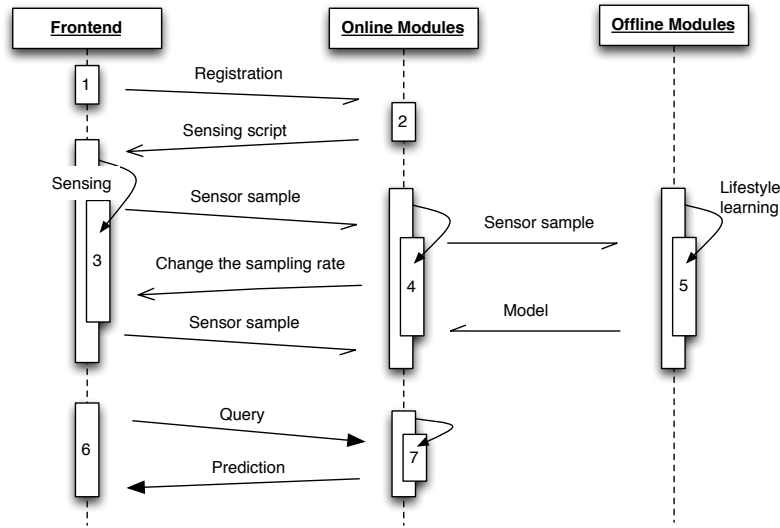 Frontend
Online Modules
Offline Modules
1
Registration
2
Sensing script
Sensing
Sensor sample
Lifestyle
learning
Sensor sample
3
Change the sampling rate
4
5
Model
Sensor sample
Query
6
7
Prediction